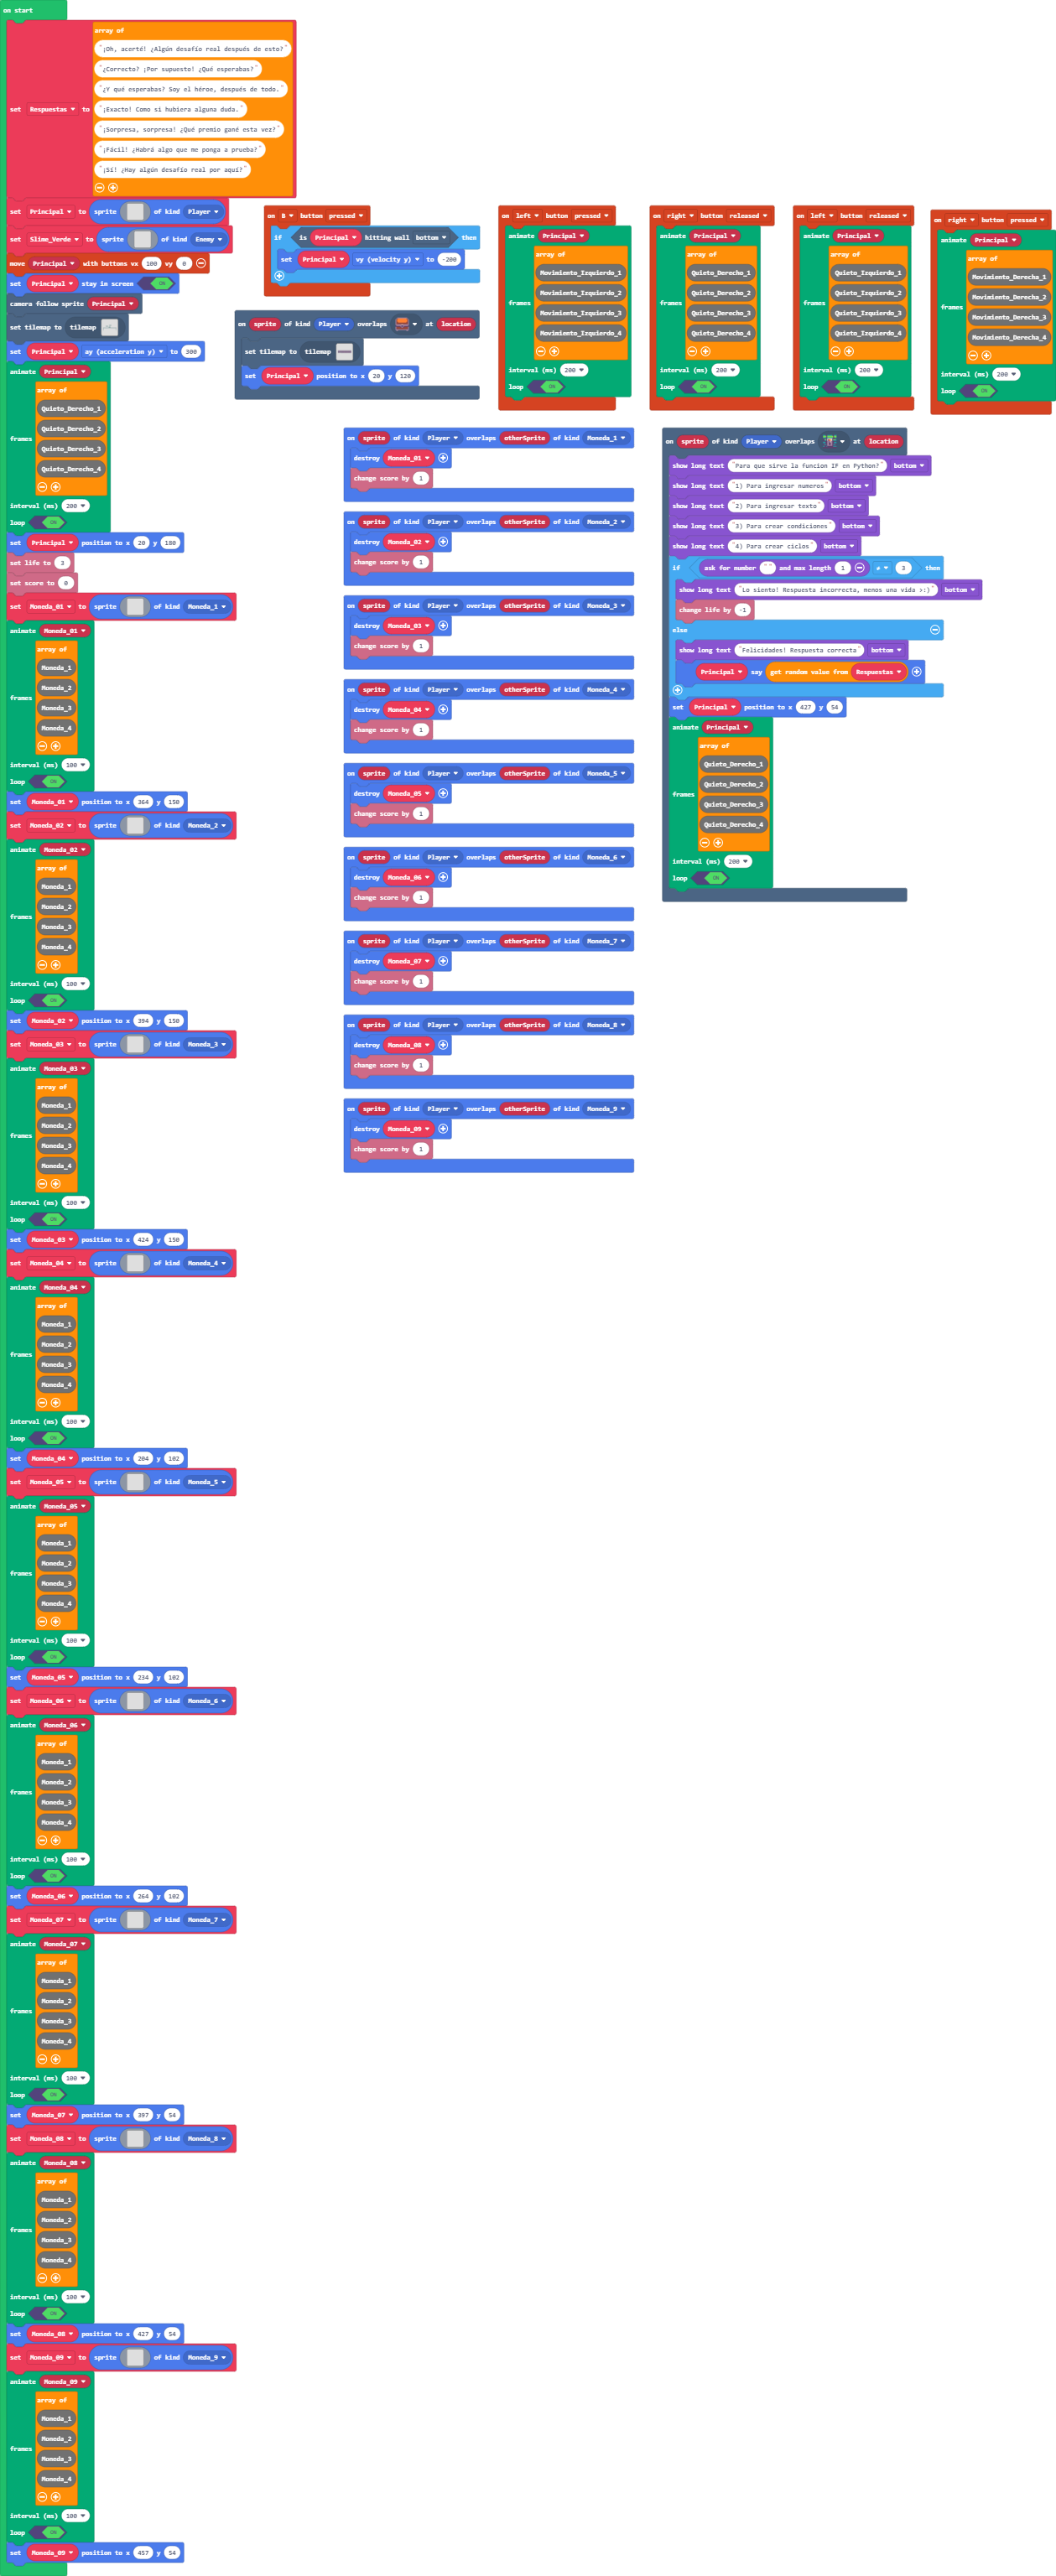 on start
set Respuestas to
array of
"¡Oh, acerté! ¿Algún desafío real después de esto?"
"¿Correcto? ¡Por supuesto! ¿Qué esperabas?"
"¿Y qué esperabas? Soy el héroe, después de todo."
"¡Exacto! Como si hubiera alguna duda."
"¡Sorpresa, sorpresa! ¿Qué premio gané esta vez?"
"¡Fácil! ¿Habrá algo que me ponga a prueba?"
"¡Sí! ¿Hay algún desafío real por aquí?"
set Principal to sprite of kind Player
set Slime_Verde to sprite of kind Enemy
move Principal with buttons vx 100 vy 0
set Principal stay in screen ON
camera follow sprite Principal
set tilemap to tilemap
set Principal ay (acceleration y) to 300
animate Principal
frames
array of
Quieto_Derecho_1
Quieto_Derecho_2
Quieto_Derecho_3
Quieto_Derecho_4
interval (ms) 200
loop ON
set Principal position to x 20 y 180
set life to 3
set score to 0
set Moneda_01 to sprite of kind Moneda_1
animate Moneda_01
frames
array of
Moneda_1
Moneda_2
Moneda_3
Moneda_4
interval (ms) 100
loop ON
set Moneda_01 position to x 364 y 150
set Moneda_02 to sprite of kind Moneda_2
animate Moneda_02
frames
array of
Moneda_1
Moneda_2
Moneda_3
Moneda_4
interval (ms) 100
loop ON
set Moneda_02 position to x 394 y 150
set Moneda_03 to sprite of kind Moneda_3
animate Moneda_03
frames
array of
Moneda_1
Moneda_2
Moneda_3
Moneda_4
interval (ms) 100
loop ON
set Moneda_03 position to x 424 y 150
set Moneda_04 to sprite of kind Moneda_4
animate Moneda_04
frames
array of
Moneda_1
Moneda_2
Moneda_3
Moneda_4
interval (ms) 100
loop ON
set Moneda_04 position to x 204 y 102
set Moneda_05 to sprite of kind Moneda_5
animate Moneda_05
frames
array of
Moneda_1
Moneda_2
Moneda_3
Moneda_4
interval (ms) 100
loop ON
set Moneda_05 position to x 234 y 102
set Moneda_06 to sprite of kind Moneda_6
animate Moneda_06
frames
array of
Moneda_1
Moneda_2
Moneda_3
Moneda_4
interval (ms) 100
loop ON
set Moneda_06 position to x 264 y 102
set Moneda_07 to sprite of kind Moneda_7
animate Moneda_07
frames
array of
Moneda_1
Moneda_2
Moneda_3
Moneda_4
interval (ms) 100
loop ON
set Moneda_07 position to x 397 y 54
set Moneda_08 to sprite of kind Moneda_8
animate Moneda_08
frames
array of
Moneda_1
Moneda_2
Moneda_3
Moneda_4
interval (ms) 100
loop ON
set Moneda_08 position to x 427 y 54
set Moneda_09 to sprite of kind Moneda_9
animate Moneda_09
frames
array of
Moneda_1
Moneda_2
Moneda_3
Moneda_4
interval (ms) 100
loop ON
set Moneda_09 position to x 457 y 54
on B button pressed
if is Principal hitting wall bottom then
set Principal vy (velocity y) to -200
on sprite of kind Player overlaps at location
set tilemap to tilemap
set Principal position to x 20 y 120
on left button pressed
animate Principal
frames
array of
Movimiento_Izquierdo_1
Movimiento_Izquierdo_2
Movimiento_Izquierdo_3
Movimiento_Izquierdo_4
interval (ms) 200
loop ON
on right button released
animate Principal
frames
array of
Quieto_Derecho_1
Quieto_Derecho_2
Quieto_Derecho_3
Quieto_Derecho_4
interval (ms) 200
loop ON
on left button released
animate Principal
frames
array of
Quieto_Izquierdo_1
Quieto_Izquierdo_2
Quieto_Izquierdo_3
Quieto_Izquierdo_4
interval (ms) 200
loop ON
on right button pressed
animate Principal
frames
array of
Movimiento_Derecha_1
Movimiento_Derecha_2
Movimiento_Derecha_3
Movimiento_Derecha_4
interval (ms) 200
loop ON
on sprite of kind Player overlaps otherSprite of kind Moneda_1
destroy Moneda_01
change score by 1
on sprite of kind Player overlaps otherSprite of kind Moneda_2
destroy Moneda_02
change score by 1
on sprite of kind Player overlaps otherSprite of kind Moneda_3
destroy Moneda_03
change score by 1
on sprite of kind Player overlaps otherSprite of kind Moneda_4
destroy Moneda_04
change score by 1
on sprite of kind Player overlaps otherSprite of kind Moneda_5
destroy Moneda_05
change score by 1
on sprite of kind Player overlaps otherSprite of kind Moneda_6
destroy Moneda_06
change score by 1
on sprite of kind Player overlaps otherSprite of kind Moneda_7
destroy Moneda_07
change score by 1
on sprite of kind Player overlaps otherSprite of kind Moneda_8
destroy Moneda_08
change score by 1
on sprite of kind Player overlaps otherSprite of kind Moneda_9
destroy Moneda_09
change score by 1
on sprite of kind Player overlaps at location
show long text "Para que sirve la funcion IF en Python?" bottom
show long text "1) Para ingresar numeros" bottom
show long text "2) Para ingresar texto" bottom
show long text "3) Para crear condiciones" bottom
show long text "4) Para crear ciclos" bottom
if ask for number "" and max length 1 ≠ 3 then
show long text "Lo siento! Respuesta incorrecta, menos una vida >:)" bottom
change life by -1
else
show long text "Felicidades! Respuesta correcta" bottom
Principal say get random value from Respuestas
set Principal position to x 427 y 54
animate Principal
frames
array of
Quieto_Derecho_1
Quieto_Derecho_2
Quieto_Derecho_3
Quieto_Derecho_4
interval (ms) 200
loop ON